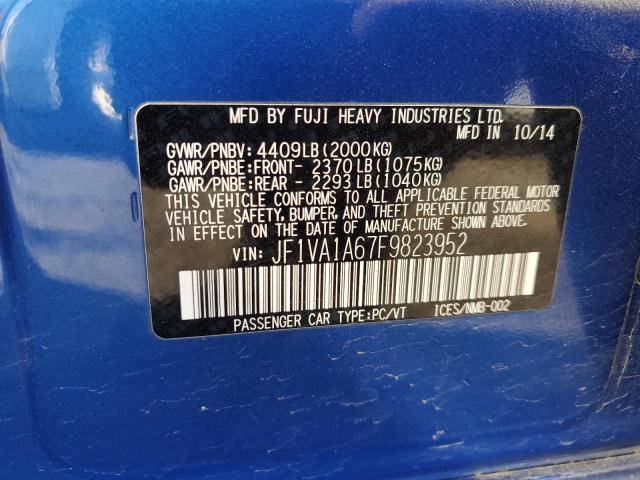 MFD BY FUJI HEAVY INDUSTRIES LTD.
MFD IN 10/14
GVWR/PNBV: 4409LB(2000KG)
GAWR/PNBE:FRONT- 2370LB(1075KG)
GAWR/PNBE:REAR - 2293LB(1040KG)
THIS VEHICLE CONFORMS TO ALL APPLICABLE FEDERAL MOTOR
VEHICLE SAFETY, BUMPER, AND THEFT PREVENTION STANDARDS
IN EFFECT ON THE DATE OF MANUFACTURE SHOWN ABOVE.
VIN: JF1VA1A67F9823952
PASSENGER CAR TYPE:PC/VT ICES/NMB-002